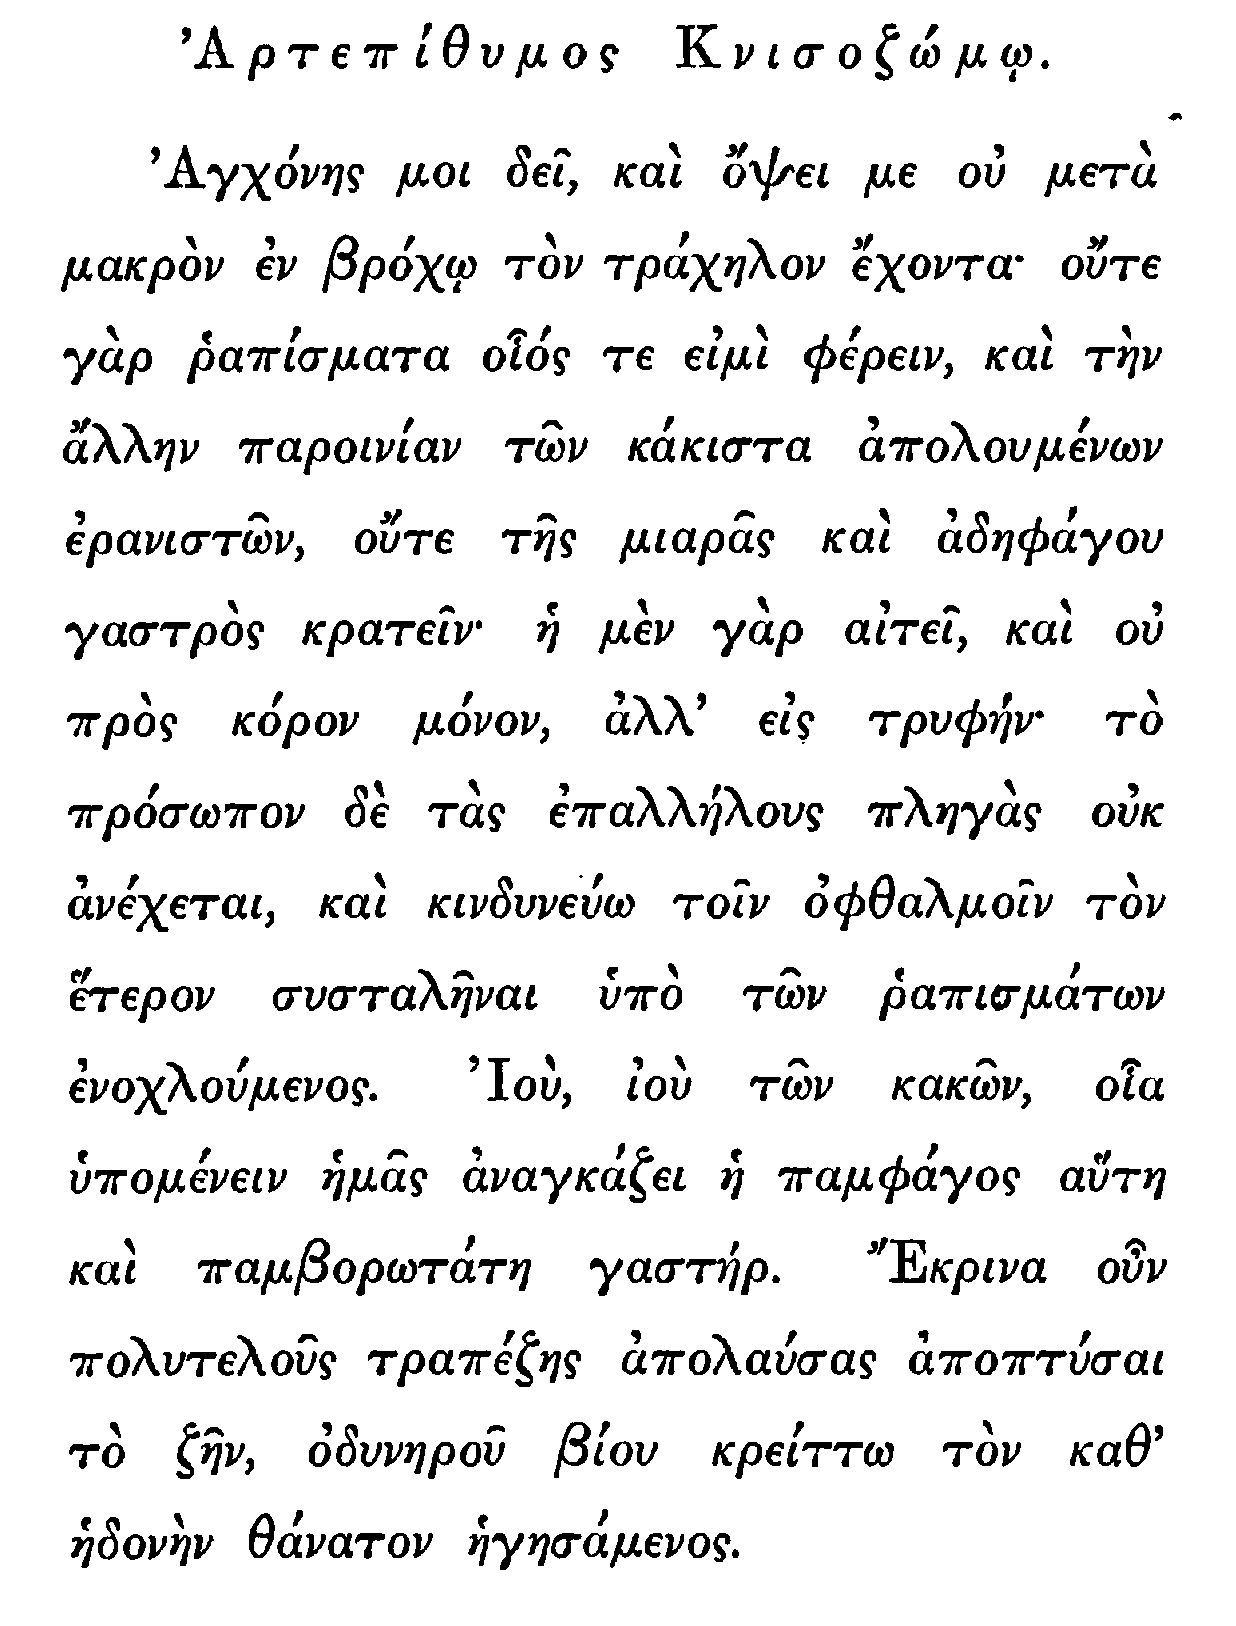 Ἀρτεπίθυμος Κνισοζώμῳ.
Ἀγχόνης μοι δεῖ, καὶ ὄψει με οὐ μετὰ
μακρὸν ἐν βρόχῳ τὸν τράχηλον ἔχοντα· οὔτε
γὰρ ῥαπίσματα οἷός τε εἰμὶ φέρειν, καὶ τὴν
ἄλλην παροινίαν τῶν κάκιστα ἀπολουμένων
ἐρανιστῶν, οὔτε τῆς μιαρᾶς καὶ ἀδηφάγου
γαστρὸς κρατεῖν· ἡ μὲν γὰρ αἰτεῖ, καὶ οὐ
πρὸς κόρον μόνον, ἀλλ’ εἰς τρυφήν· τὸ
πρόσωπον δὲ τὰς ἐπαλλήλους πληγὰς οὐκ
ἀνέχεται, καὶ κινδυνεύω τοῖν ὀφθαλμοῖν τὸν
ἕτερον συσταλῆναι ὑπὸ τῶν ῥαπισμάτων
ἐνοχλούμενος. Ἰοὺ, ἰοὺ τῶν κακῶν, οἷα
ὑπομένειν ἡμᾶς ἀναγκάζει ἡ παμφάγος αὕτη
καὶ παμβορωτάτη γαστήρ. Ἔκρινα οὖν
πολυτελοῦς τραπέζης ἀπολαύσας ἀποπτύσαι
τὸ ζῆν, ὀδυνηροῦ βίου κρείττω τὸν καθ’
ἡδονὴν θάνατον ἡγησάμενος.